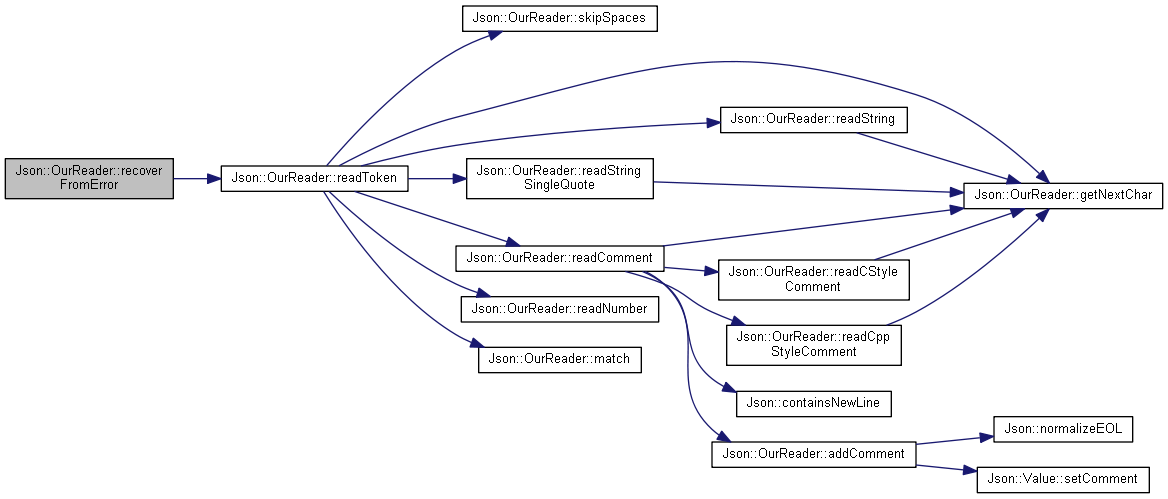 Json::OurReader::skipSpaces
Json::OurReader::readString
Json::OurReader::recover
FromError
Json::OurReader::readToken
Json::OurReader::readString
SingleQuote
Json::OurReader::getNextChar
Json::OurReader::readComment
Json::OurReader::readCStyle
Comment
Json::OurReader::readNumber
Json::OurReader::readCpp
StyleComment
Json::OurReader::match
Json::containsNewLine
Json::normalizeEOL
Json::OurReader::addComment
Json::Value::setComment